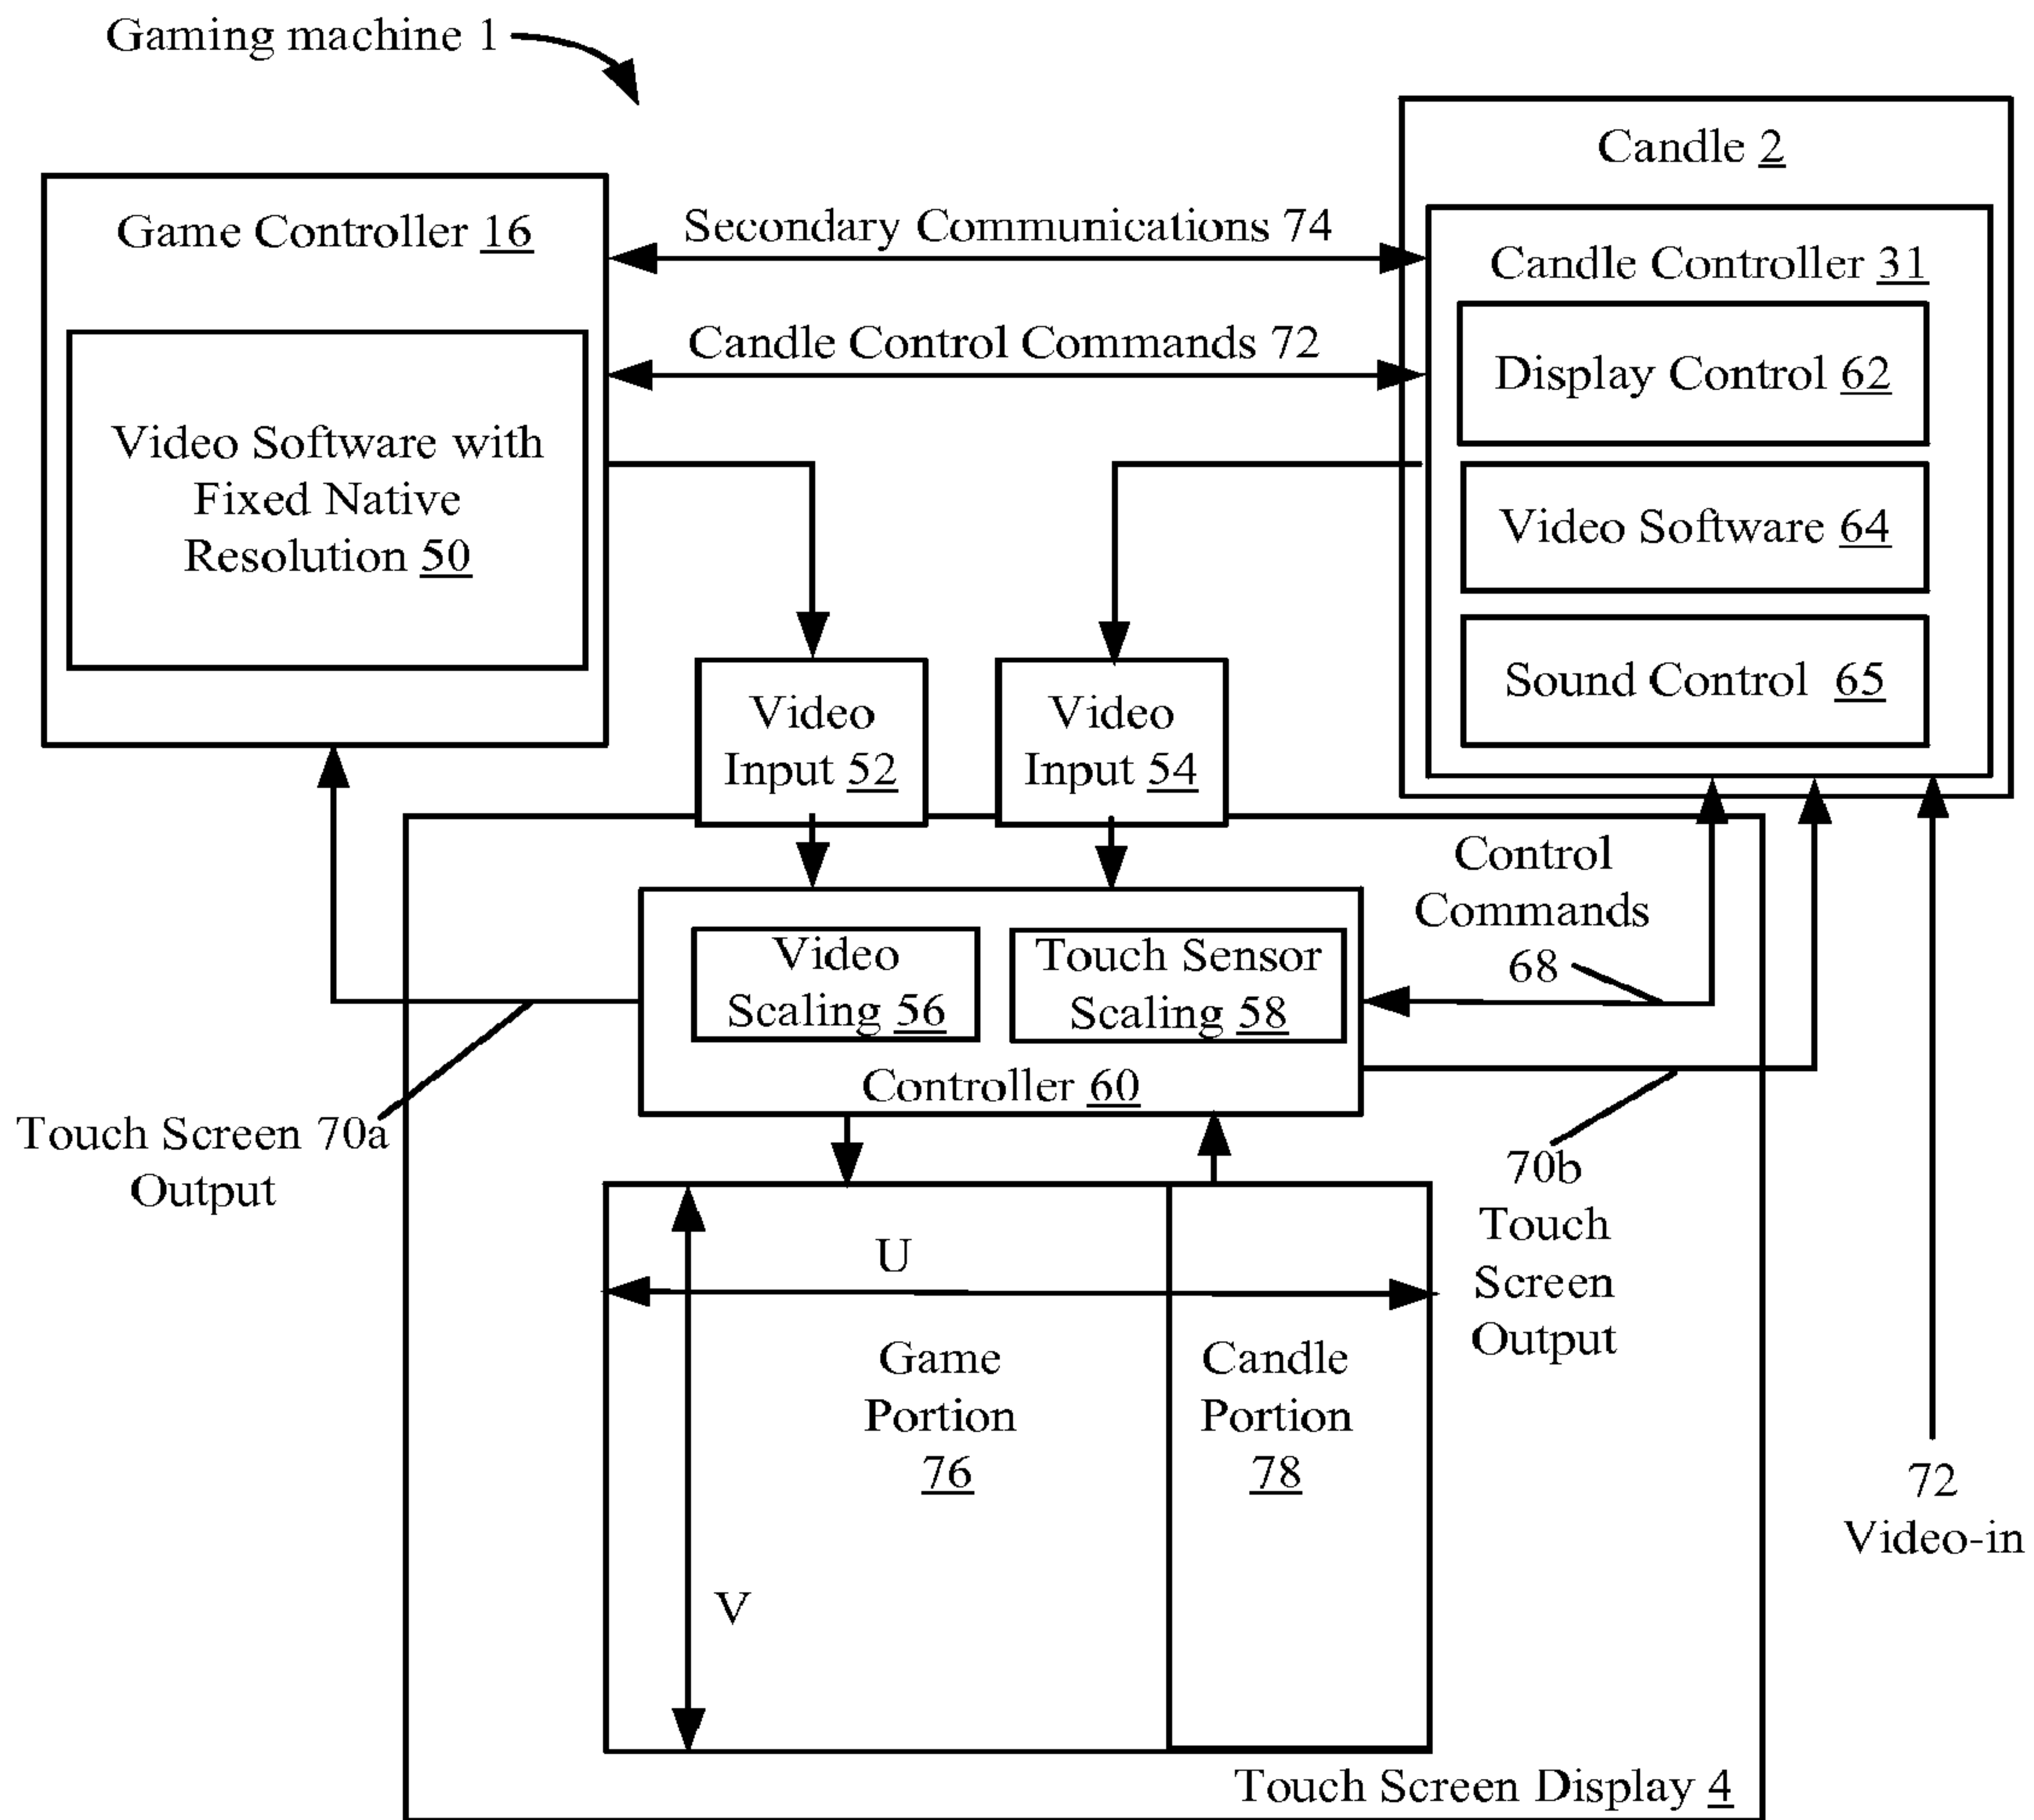 Gaming machine 1
Candle 2
Game Controller 16
Secondary Communications 74
Candle Controller 31
Candle Control Commands 72
Display Control 62
Video Software with
Fixed Native
Resolution 50
Video Software 64
Sound Control 65
Video
Input 52
Video
Input 54
Control
Commands
68
Video
Scaling 56
Touch Sensor
Scaling 58
Controller 60
Touch Screen 70a
Output
70b
Touch
Screen
Output
U
Game
Portion
76
Candle
Portion
78
V
72
Video-in
Touch Screen Display 4